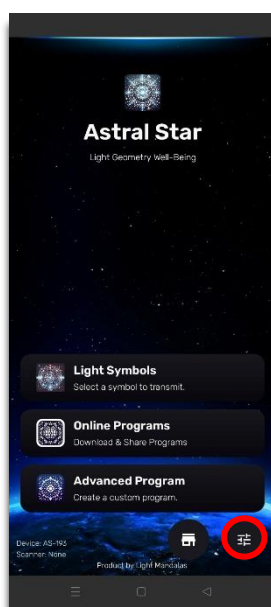 Astral Star
Light Geometry Well-Being
Light Symbols
Select a symbol to transmit.
Online Programs
Download & Share Programs
Advanced Program
Create a custom program.
Device: AS-193
Scanner: None
Product by Light Mandalas